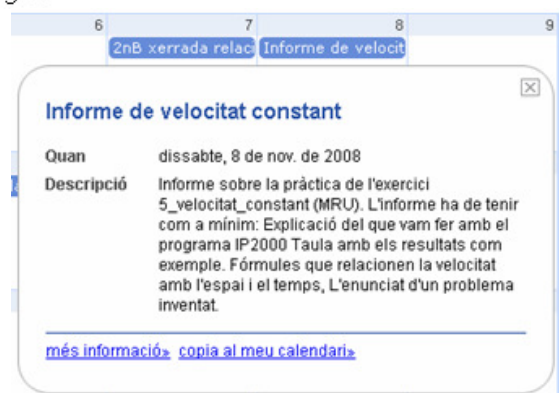 6 7 8 9
2nB xerrada relac Informe de velocit
Informe de velocitat constant
Quan dissabte, 8 de nov. de 2008
Descripció Informe sobre la pràctica de l'exercici
5_velocitat_constant (MRU). L'informe ha de tenir
com a mínim: Explicació del que vam fer amb el
programa IP2000 Taula amb els resultats com
exemple. Fórmules que relacionen la velocitat
amb l'espai i el temps, L'enunciat d'un problema
inventat.
més informació» copia al meu calendari»